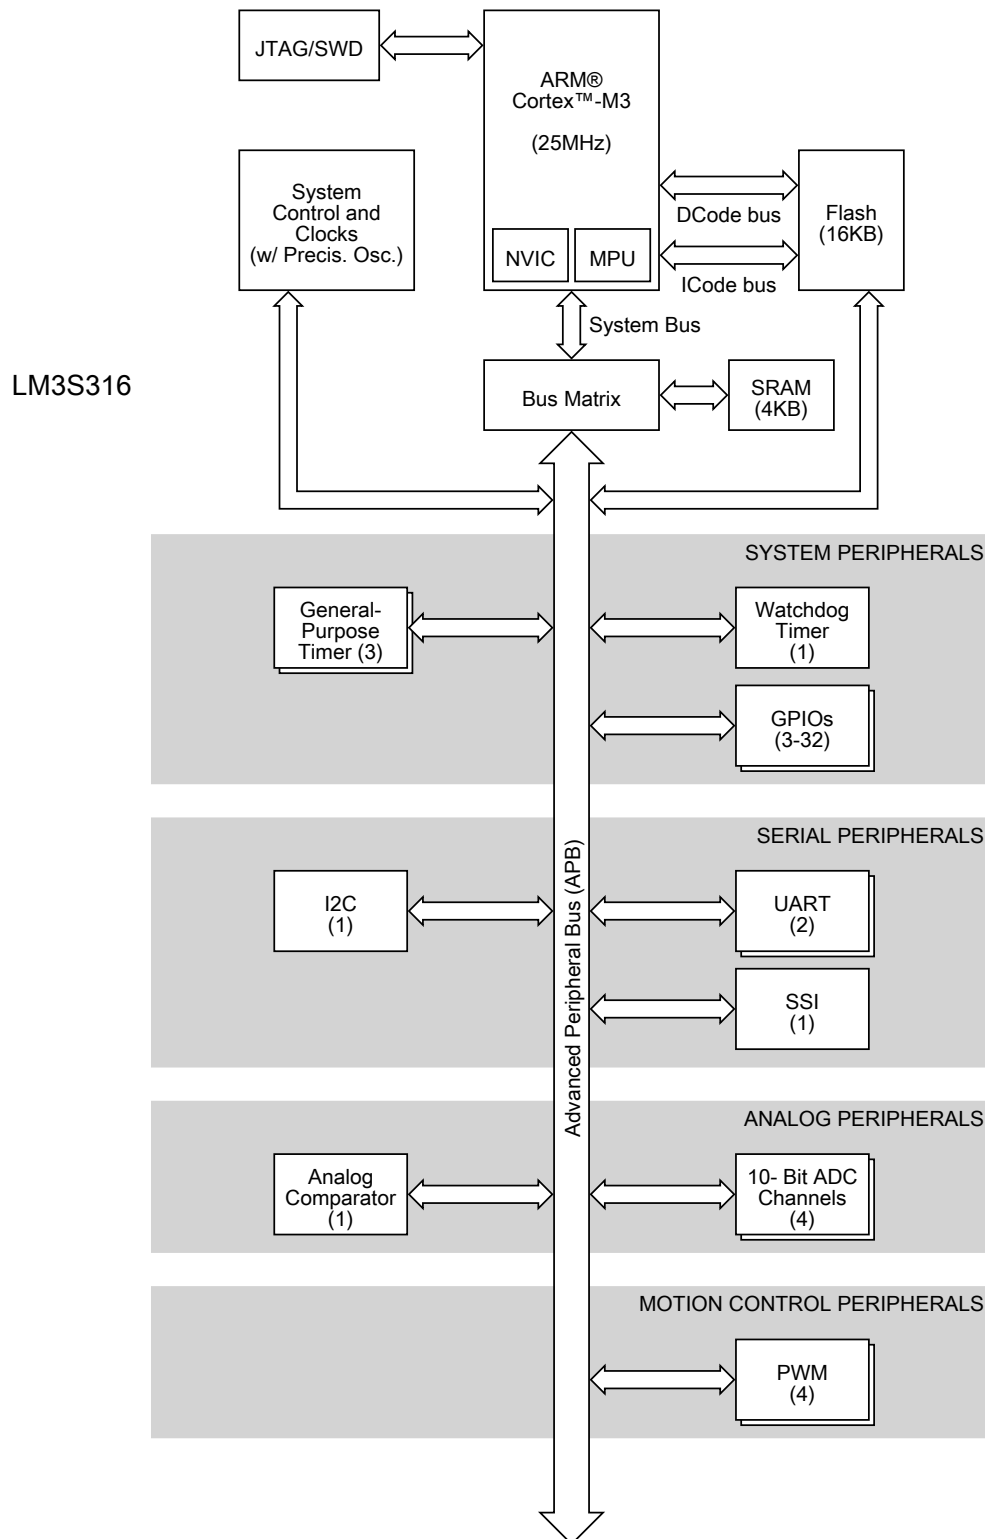 JTAG/SWD
ARM®
Cortex™-M3
(25MHz)
System
Control and
Clocks
(w/ Precis. Osc.)
NVIC
MPU
DCode bus
ICode bus
Flash
(16KB)
System Bus
LM3S316
Bus Matrix
SRAM
(4KB)
SYSTEM PERIPHERALS
General-
Purpose
Timer (3)
Watchdog
Timer
(1)
GPIOs
(3-32)
SERIAL PERIPHERALS
Advanced Peripheral Bus (APB)
I2C
(1)
UART
(2)
SSI
(1)
ANALOG PERIPHERALS
Analog
Comparator
(1)
10- Bit ADC
Channels
(4)
MOTION CONTROL PERIPHERALS
PWM
(4)